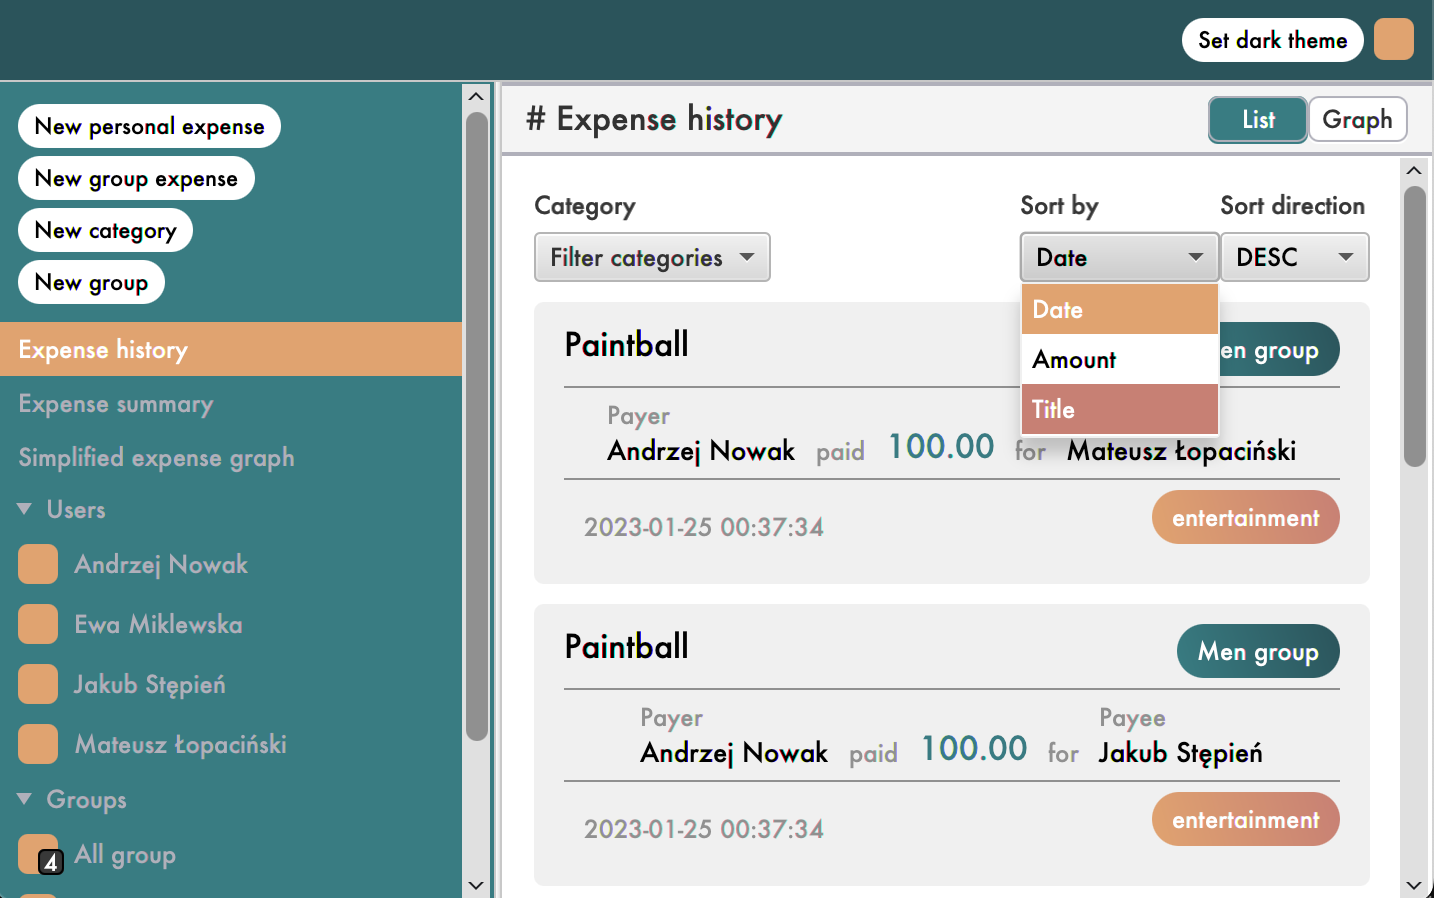 Set dark theme
New personal expense
New group expense
New category
New group
Expense history
Expense summary
Simplified expense graph
Users
Andrzej Nowak
Ewa Miklewska
Jakub Stępień
Mateusz Łopaciński
Groups
4
All group
# Expense history
List
Graph
Category
Filter categories
Sort by
Date
Sort direction
DESC
Date
Amount
Title
Paintball
en group
Payer
Andrzej Nowak paid 100.00 for Mateusz Łopaciński
2023-01-25 00:37:34
entertainment
Paintball
Men group
Payer
Payee
Andrzej Nowak paid 100.00 for Jakub Stępień
2023-01-25 00:37:34
entertainment